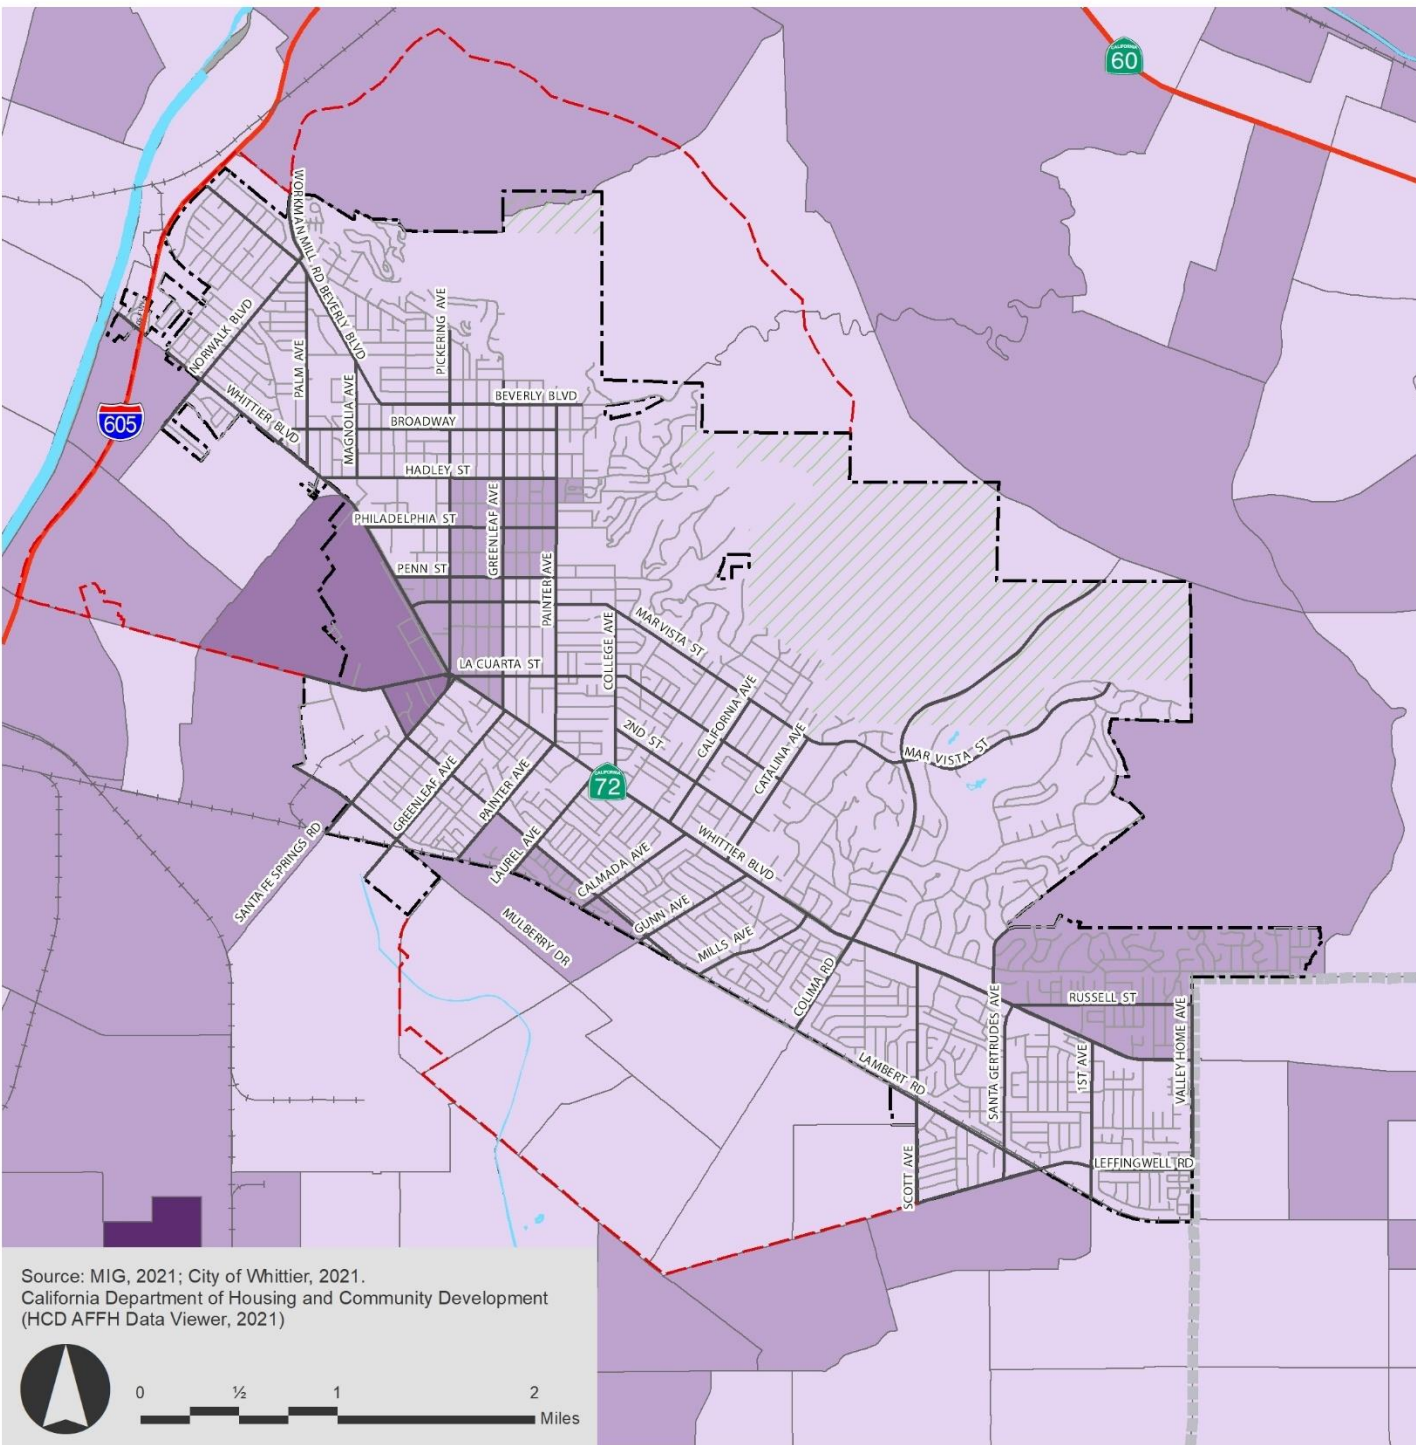 CALIFORNIA
60
WORKMAN MILL RD
BEVERLY BLVD
PICKERING AVE
NORWALK BLVD
PALM AVE
MAGNOLIA AVE
WHITTIER BLVD
605
BEVERLY BLVD
BROADWAY
HADLEY ST
GREENLEAF AVE
PHILADELPHIA ST
PENN ST
PAINTER AVE
COLLEGE AVE
MAR VISTA ST
LA CUARTA ST
CALIFORNIA AVE
2ND ST
CATALINA AVE
MAR VISTA ST
CALIFORNIA
72
GREENLEAF AVE
PAINTER AVE
LAUREL AVE
SANTA FE SPRINGS RD
CALMADA AVE
WHITTIER BLVD
GUNN AVE
MILLS AVE
MULBERRY DR
COLIMA RD
RUSSELL ST
SANTA GERTRUDES AVE
1ST AVE
VALLEY HOME AVE
LAMBERT RD
SCOTT AVE
LEFFINGWELL RD
Source: MIG, 2021; City of Whittier, 2021.
California Department of Housing and Community Development
(HCD AFFH Data Viewer, 2021)
0 ½ 1 2
Miles